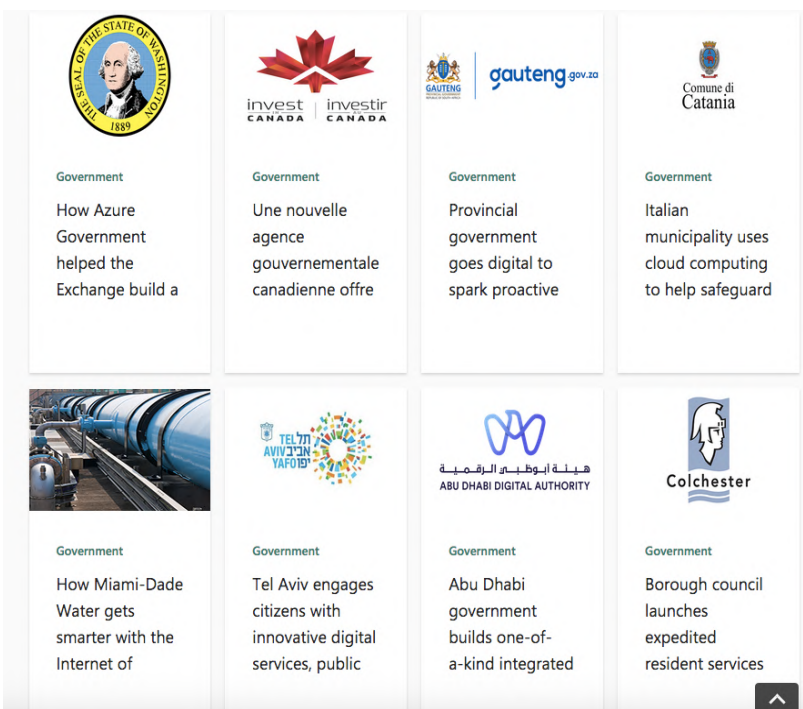 THE SEAL OF THE STATE OF WASHINGTON
1889
invest | investir
IN CANADA | AU CANADA
GAUTENG
gauteng.gov.za
Comune di
Catania
Government
How Azure
Government
helped the
Exchange build a
Government
Une nouvelle
agence
gouvernementale
canadienne offre
Government
Provincial
government
goes digital to
spark proactive
Government
Italian
municipality uses
cloud computing
to help safeguard
TEL תל
AVIV אביב
YAFO יפו
هيئة أبوظبي الرقمية
ABU DHABI DIGITAL AUTHORITY
Colchester
Government
How Miami-Dade
Water gets
smarter with the
Internet of
Government
Tel Aviv engages
citizens with
innovative digital
services, public
Government
Abu Dhabi
government
builds one-of-
a-kind integrated
Government
Borough council
launches
expedited
resident services